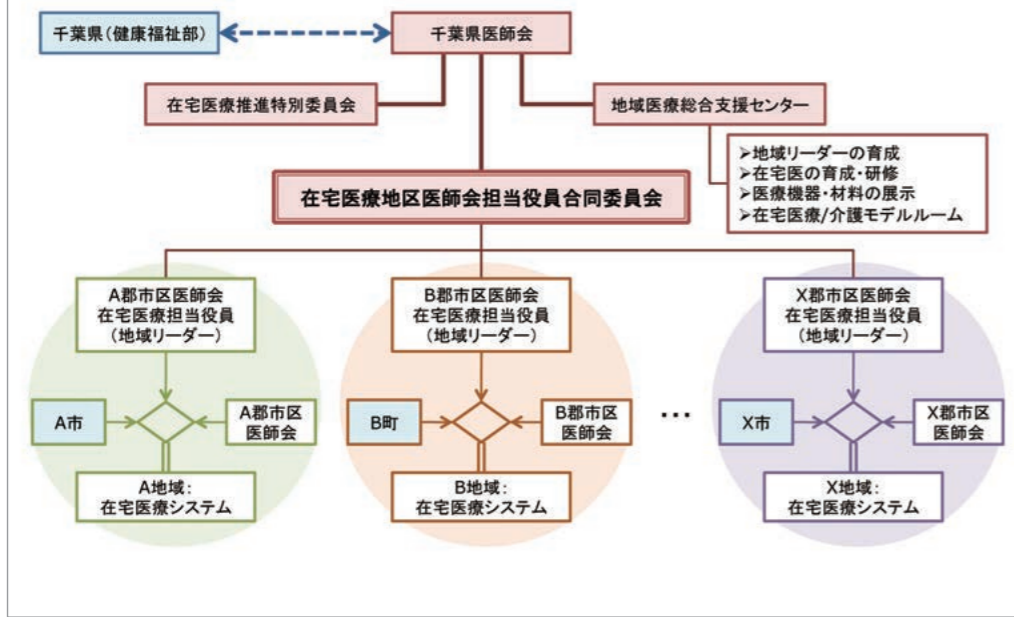 千葉県（健康福祉部）
千葉県医師会
在宅医療推進特別委員会
地域医療総合支援センター
➢地域リーダーの育成
➢在宅医の育成・研修
➢医療機器・材料の展示
➢在宅医療/介護モデルルーム
在宅医療地区医師会担当役員合同委員会
A郡市区医師会
在宅医療担当役員
（地域リーダー）
A市
A郡市区
医師会
A地域：
在宅医療システム
B郡市区医師会
在宅医療担当役員
（地域リーダー）
B町
B郡市区
医師会
B地域：
在宅医療システム
…
X郡市区医師会
在宅医療担当役員
（地域リーダー）
X市
X郡市区
医師会
X地域：
在宅医療システム